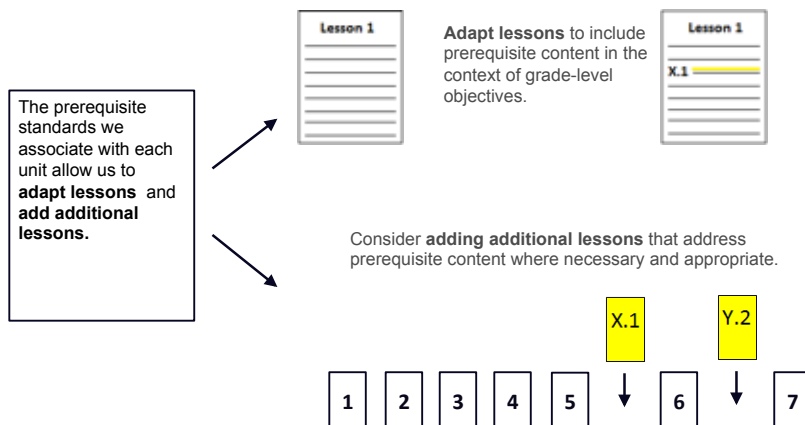 The prerequisite
standards we
associate with each
unit allow us to
adapt lessons and
add additional
lessons.
Lesson 1
Adapt lessons to include
prerequisite content in the
context of grade-level
objectives.
Lesson 1
X.1
Consider adding additional lessons that address
prerequisite content where necessary and appropriate.
X.1
Y.2
1 2 3 4 5 6 7